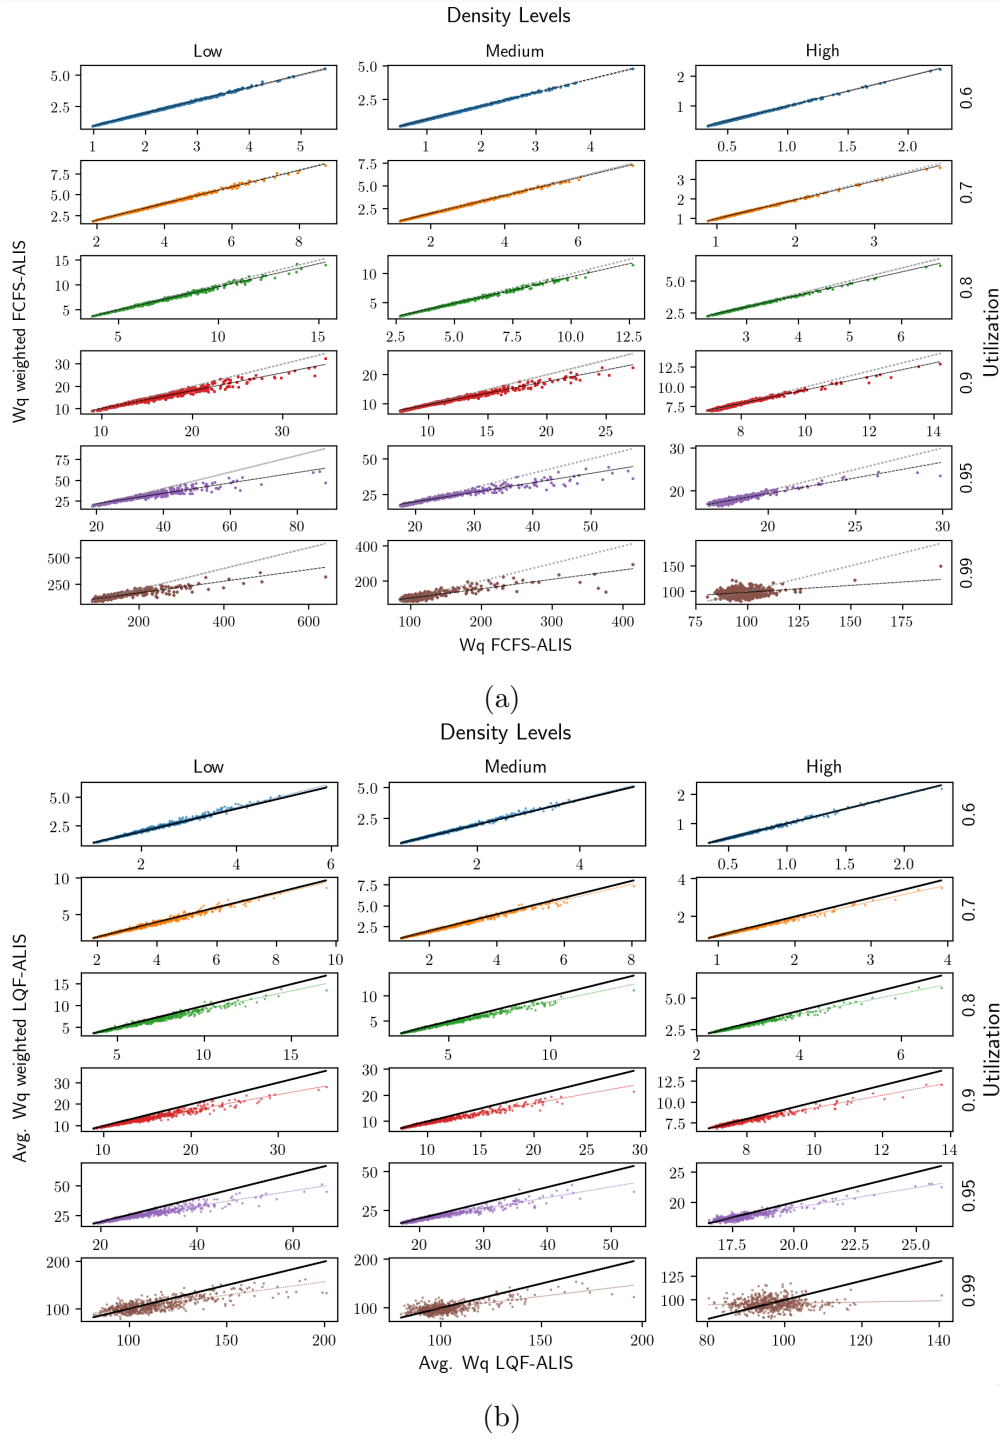 Density Levels
Low Medium High
5.0 2.5 1 2 3 4 5
5.0 2.5 1 2 3 4
2 1 0.5 1.0 1.5 2.0
0.6
7.5 5.0 2.5 2 4 6 8
7.5 5.0 2.5 2 4 6
3 2 1 1 2 3
0.7
15 10 5 5 10 15
10 5 2.5 5.0 7.5 10.0 12.5
5.0 2.5 3 4 5 6
0.8
30 20 10 10 20 30
20 10 10 15 20 25
12.5 10.0 7.5 8 10 12 14
0.9
75 50 25 20 40 60 80
50 25 20 30 40 50
30 20 20 25 30
0.95
500 250 200 400 600
400 200 100 200 300 400
150 100 75 100 125 150 175
0.99
Wq weighted FCFS-ALIS
Utilization
Wq FCFS-ALIS
(a)
Density Levels
Low Medium High
5.0 2.5 2 4 6
5.0 2.5 2 4
2 1 0.5 1.0 1.5 2.0
0.6
10 5 2 4 6 8 10
7.5 5.0 2.5 2 4 6 8
4 2 1 2 3 4
0.7
15 10 5 5 10 15
10 5 5 10
5.0 2.5 2 4 6
0.8
30 20 10 10 20 30
30 20 10 10 15 20 25 30
12.5 10.0 7.5 8 10 12 14
0.9
50 25 20 40 60
50 25 20 30 40 50
25 20 17.5 20.0 22.5 25.0
0.95
200 100 100 150 200
200 100 100 150 200
125 100 80 100 120 140
0.99
Avg. Wq weighted LQF-ALIS
Utilization
Avg. Wq LQF-ALIS
(b)